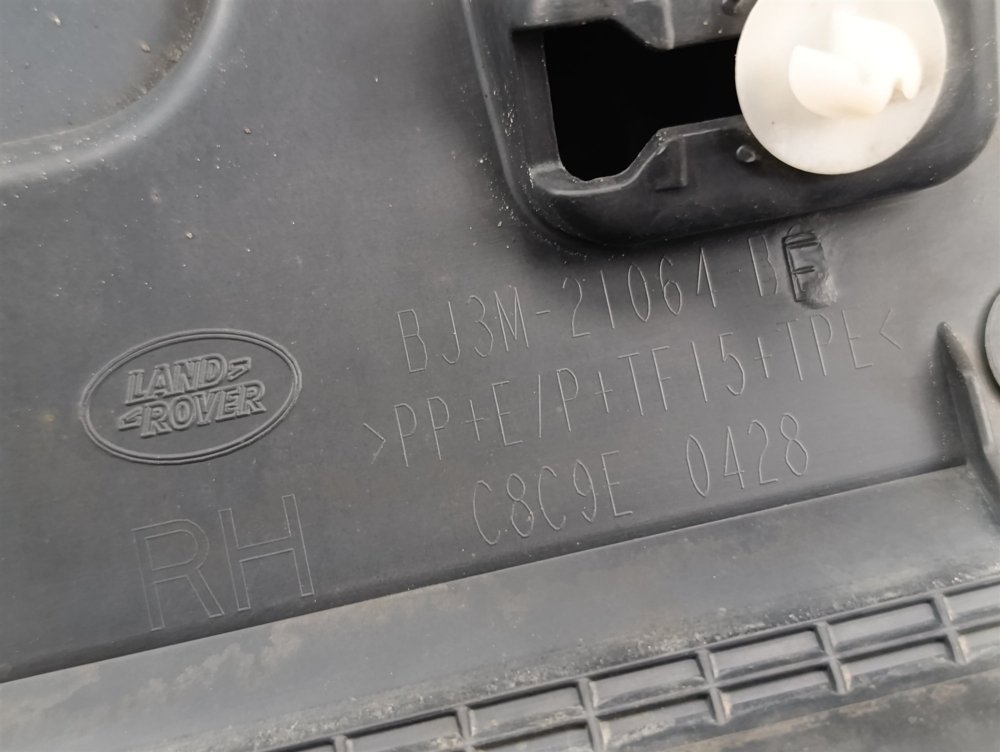 BJ3M-21064 B
>PP+E/P+TF15+TPE<
C8C9E 0428
LAND
ROVER
RH